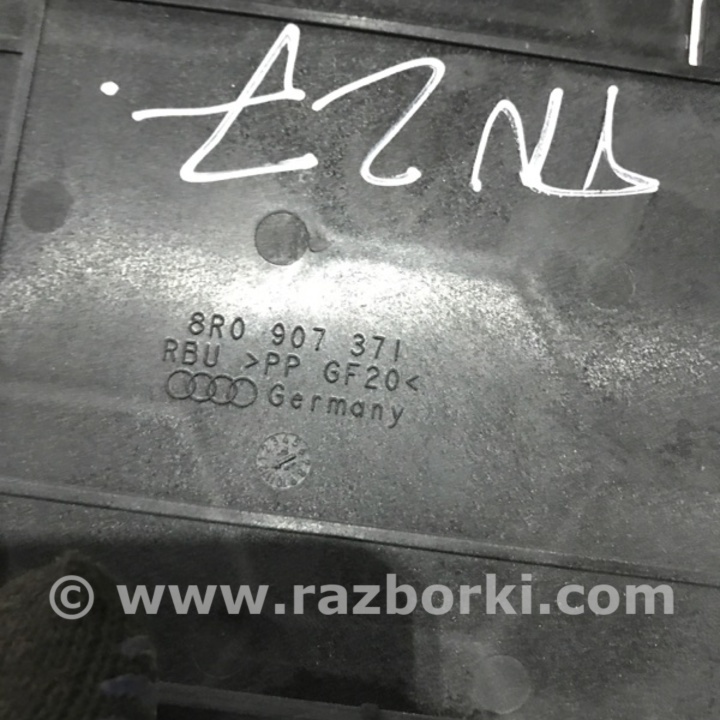 8R0 907 371
RBU >PP GF20<
Germany
© www.razborki.com